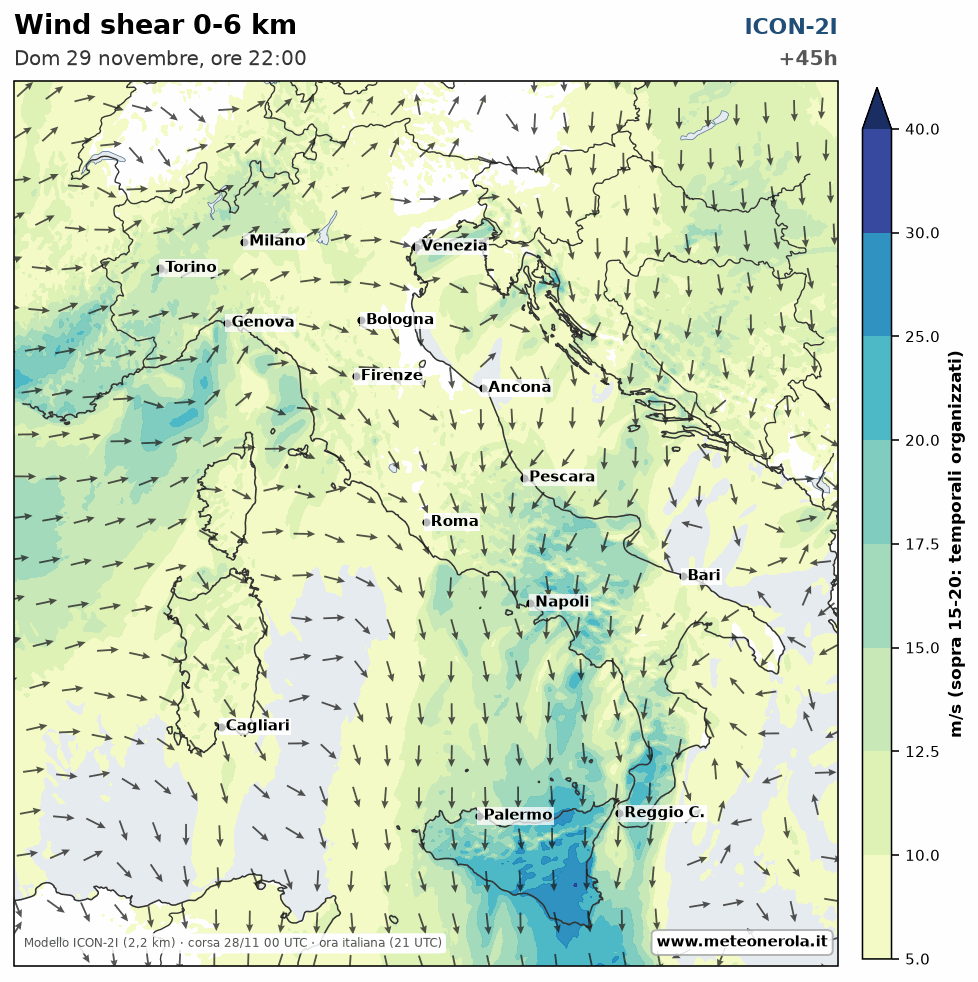 Wind shear 0-6 km
ICON-2I
Dom 29 novembre, ore 22:00
+45h
Milano
Venezia
Torino
Genova
Bologna
Firenze
Ancona
Pescara
Roma
Bari
Napoli
Cagliari
Palermo
Reggio C.
Modello ICON-2I (2,2 km) · corsa 28/11 00 UTC · ora italiana (21 UTC)
www.meteonerola.it
40.0
30.0
25.0
20.0
17.5
15.0
12.5
10.0
5.0
m/s (sopra 15-20: temporali organizzati)